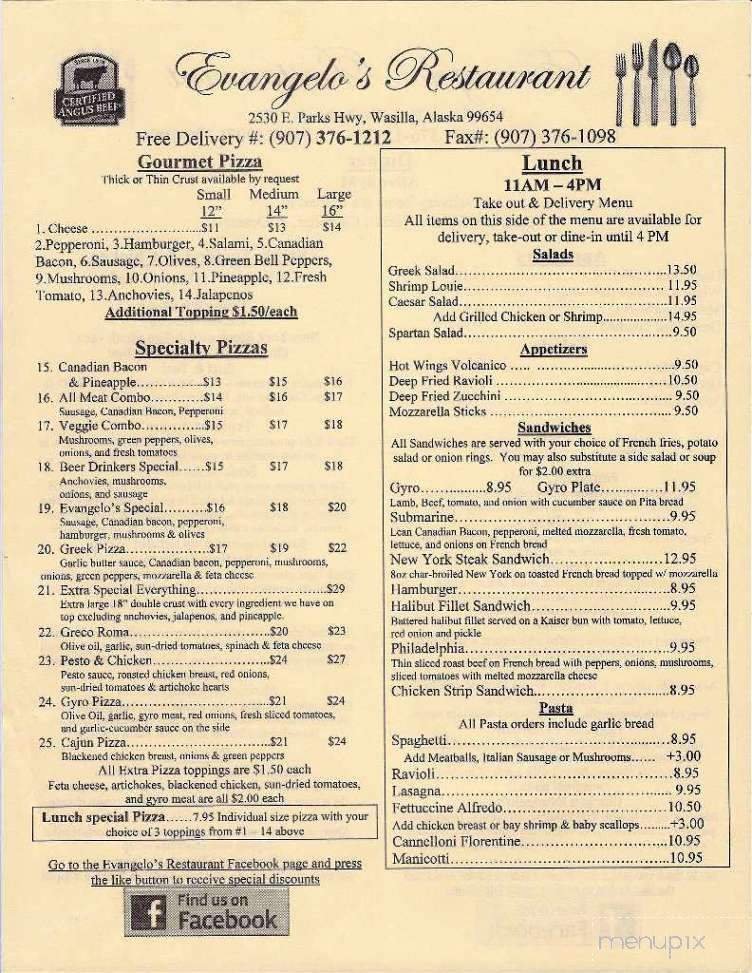 SINCE 1978
CERTIFIED
ANGUS BEEF
Evangelo's Restaurant
2530 E. Parks Hwy, Wasilla, Alaska 99654
Free Delivery #: (907) 376-1212 Fax#: (907) 376-1098
Gourmet Pizza
Thick or Thin Crust available by request
Small Medium Large
12" 14" 16"
1. Cheese ........................$11 $13 $14
2.Pepperoni, 3.Hamburger, 4.Salami, 5.Canadian
Bacon, 6.Sausage, 7.Olives, 8.Green Bell Peppers,
9.Mushrooms, 10.Onions, 11.Pineapple, 12.Fresh
Tomato, 13.Anchovies, 14.Jalapenos
Additional Topping $1.50/each
Specialty Pizzas
15. Canadian Bacon
& Pineapple...............$13 $15 $16
16. All Meat Combo............$14 $16 $17
Sausage, Canadian Bacon, Pepperoni
17. Veggie Combo..............$15 $17 $18
Mushrooms, green peppers, olives,
onions, and fresh tomatoes
18. Beer Drinkers Special......$15 $17 $18
Anchovies, mushrooms,
onions, and sausage
19. Evangelo's Special.........$16 $18 $20
Sausage, Canadian bacon, pepperoni,
hamburger, mushrooms & olives
20. Greek Pizza....................$17 $19 $22
Garlic butter sauce, Canadian bacon, pepperoni, mushrooms,
onions, green peppers, mozzarella & feta cheese
21. Extra Special Everything..............................$29
Extra large 18" double crust with every ingredient we have on
top excluding anchovies, jalapenos, and pineapple.
22. Greco Roma................................$20 $23
Olive oil, garlic, sun-dried tomatoes, spinach & feta cheese
23. Pesto & Chicken...........................$24 $27
Pesto sauce, roasted chicken breast, red onions,
sun-dried tomatoes & artichoke hearts
24. Gyro Pizza..................................$21 $24
Olive Oil, garlic, gyro meat, red onions, fresh sliced tomatoes,
and garlic-cucumber sauce on the side
25. Cajun Pizza.................................$21 $24
Blackened chicken breast, onions & green peppers
All Extra Pizza toppings are $1.50 each
Feta cheese, artichokes, blackened chicken, sun-dried tomatoes,
and gyro meat are all $2.00 each
Lunch special Pizza......7.95 Individual size pizza with your
choice of 3 toppings from #1 – 14 above
Go to the Evangelo's Restaurant Facebook page and press
the like button to receive special discounts
f Find us on
Facebook
Lunch
11AM – 4PM
Take out & Delivery Menu
All items on this side of the menu are available for
delivery, take-out or dine-in until 4 PM
Salads
Greek Salad..................................................13.50
Shrimp Louie............................................... 11.95
Caesar Salad.................................................11.95
Add Grilled Chicken or Shrimp..................14.95
Spartan Salad.................................................9.50
Appetizers
Hot Wings Volcanico ..... .................................9.50
Deep Fried Ravioli .........................................10.50
Deep Fried Zucchini ....................................... 9.50
Mozzarella Sticks .......................................... 9.50
Sandwiches
All Sandwiches are served with your choice of French fries, potato
salad or onion rings. You may also substitute a side salad or soup
for $2.00 extra
Gyro...............8.95 Gyro Plate..............11.95
Lamb, Beef, tomato, and onion with cucumber sauce on Pita bread
Submarine................................................9.95
Lean Canadian Bacon, pepperoni, melted mozzarella, fresh tomato,
lettuce, and onions on French bread
New York Steak Sandwich.........................12.95
8oz char-broiled New York on toasted French bread topped w/ mozzarella
Hamburger...............................................8.95
Halibut Fillet Sandwich...............................9.95
Battered halibut fillet served on a Kaiser bun with tomato, lettuce,
red onion and pickle
Philadelphia..............................................9.95
Thin sliced roast beef on French bread with peppers, onions, mushrooms,
sliced tomatoes with melted mozzarella cheese
Chicken Strip Sandwich..............................8.95
Pasta
All Pasta orders include garlic bread
Spaghetti..................................................8.95
Add Meatballs, Italian Sausage or Mushrooms...... +3.00
Ravioli.....................................................8.95
Lasagna.................................................... 9.95
Fettuccine Alfredo.....................................10.50
Add chicken breast or bay shrimp & baby scallops.........+3.00
Cannelloni Florentine.................................10.95
Manicotti.................................................10.95
menupix